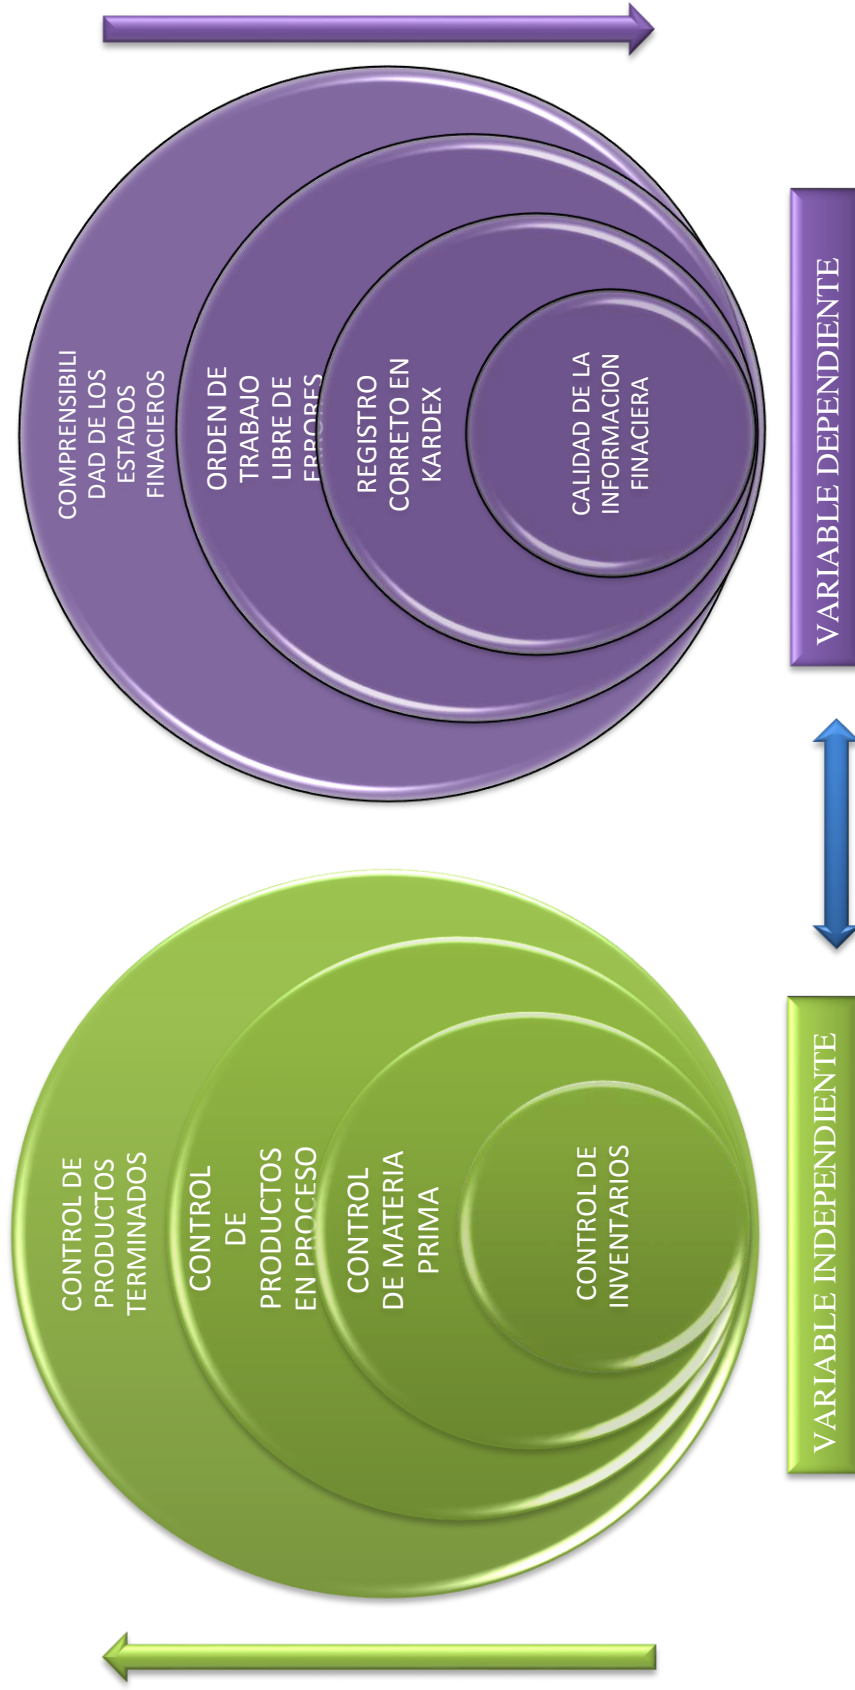 CONTROL DE
PRODUCTOS
TERMINADOS
CONTROL
DE
PRODUCTOS
EN PROCESO
CONTROL
DE MATERIA
PRIMA
CONTROL DE
INVENTARIOS
VARIABLE INDEPENDIENTE
COMPRENSIBILI
DAD DE LOS
ESTADOS
FINACIEROS
ORDEN DE
TRABAJO
LIBRE DE
ERRORES
REGISTRO
CORRETO EN
KARDEX
CALIDAD DE LA
INFORMACION
FINACIERA
VARIABLE DEPENDIENTE